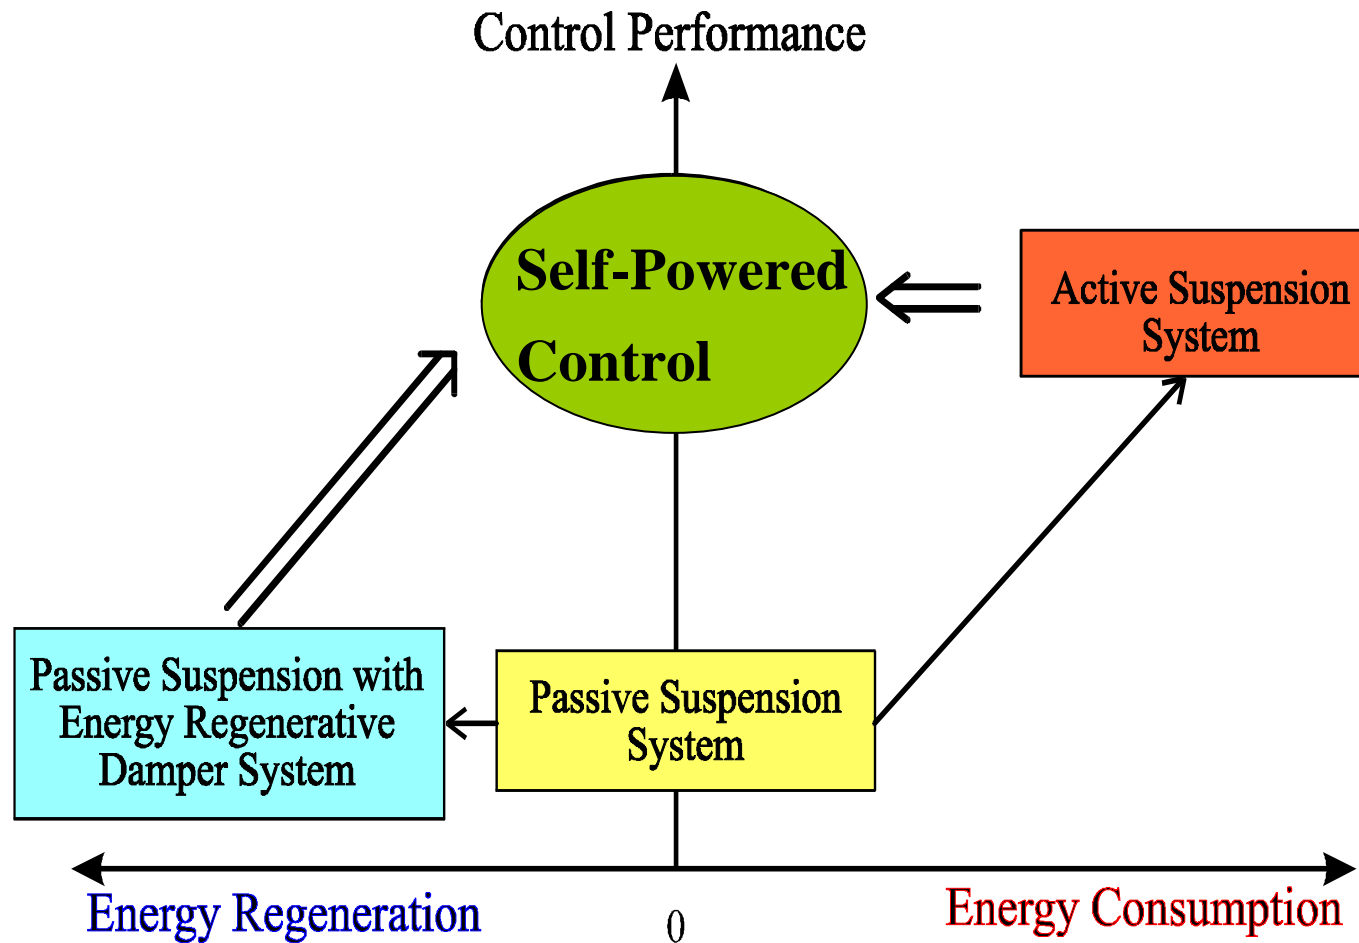 Control Performance
Self-Powered
Control
Active Suspension
System
Passive Suspension with
Energy Regenerative
Damper System
Passive Suspension
System
Energy Regeneration
0
Energy Consumption